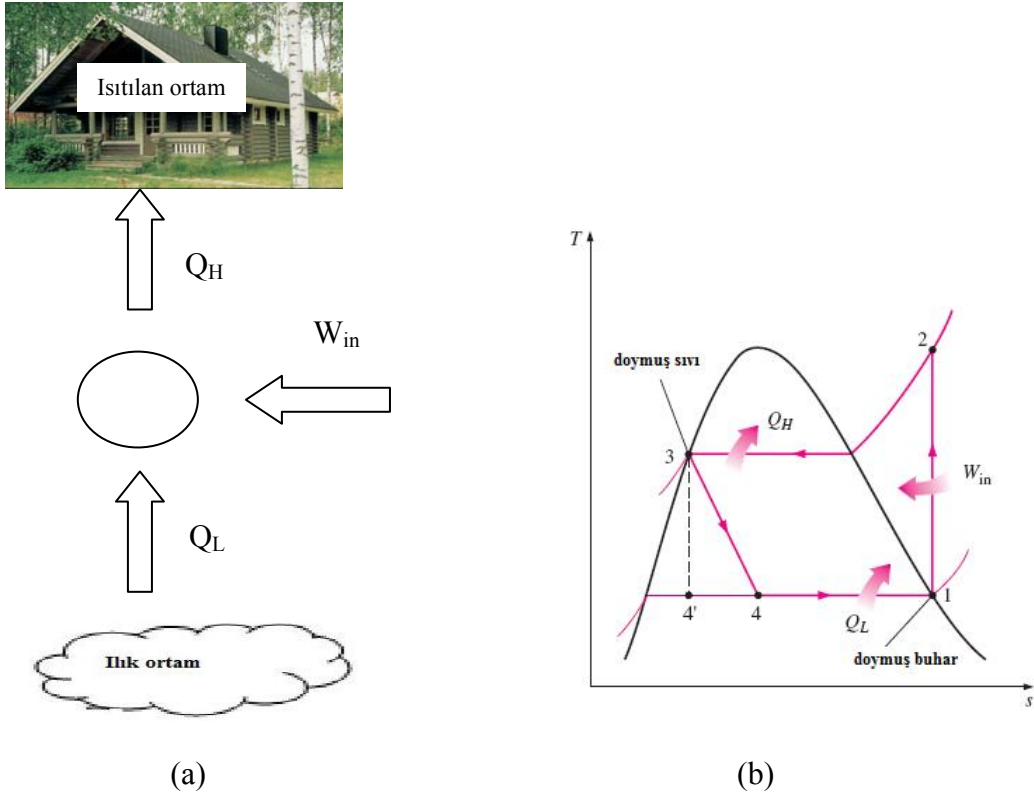 Isıtılan ortam
Q_H
W_in
Q_L
Ilık ortam
(a)
T
2
doymuş sıvı
Q_H
3
W_in
4'
4
1
Q_L
doymuş buhar
s
(b)